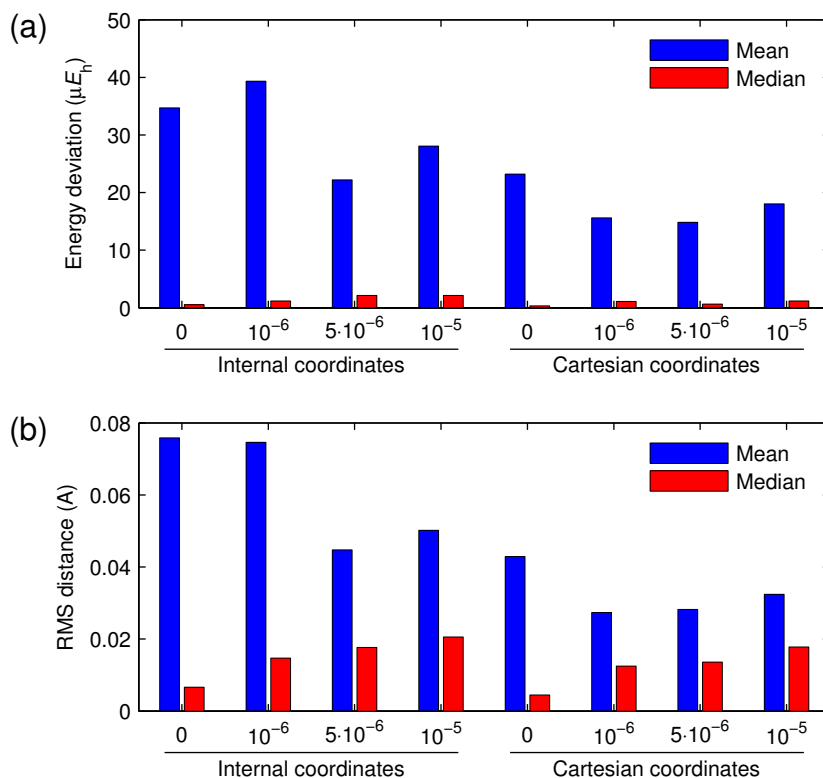 (a)
Energy deviation (μE_h)
50
40
30
20
10
0
Mean
Median
0 10⁻⁶ 5·10⁻⁶ 10⁻⁵ 0 10⁻⁶ 5·10⁻⁶ 10⁻⁵
Internal coordinates Cartesian coordinates
(b)
RMS distance (A)
0.08
0.06
0.04
0.02
0
Mean
Median
0 10⁻⁶ 5·10⁻⁶ 10⁻⁵ 0 10⁻⁶ 5·10⁻⁶ 10⁻⁵
Internal coordinates Cartesian coordinates